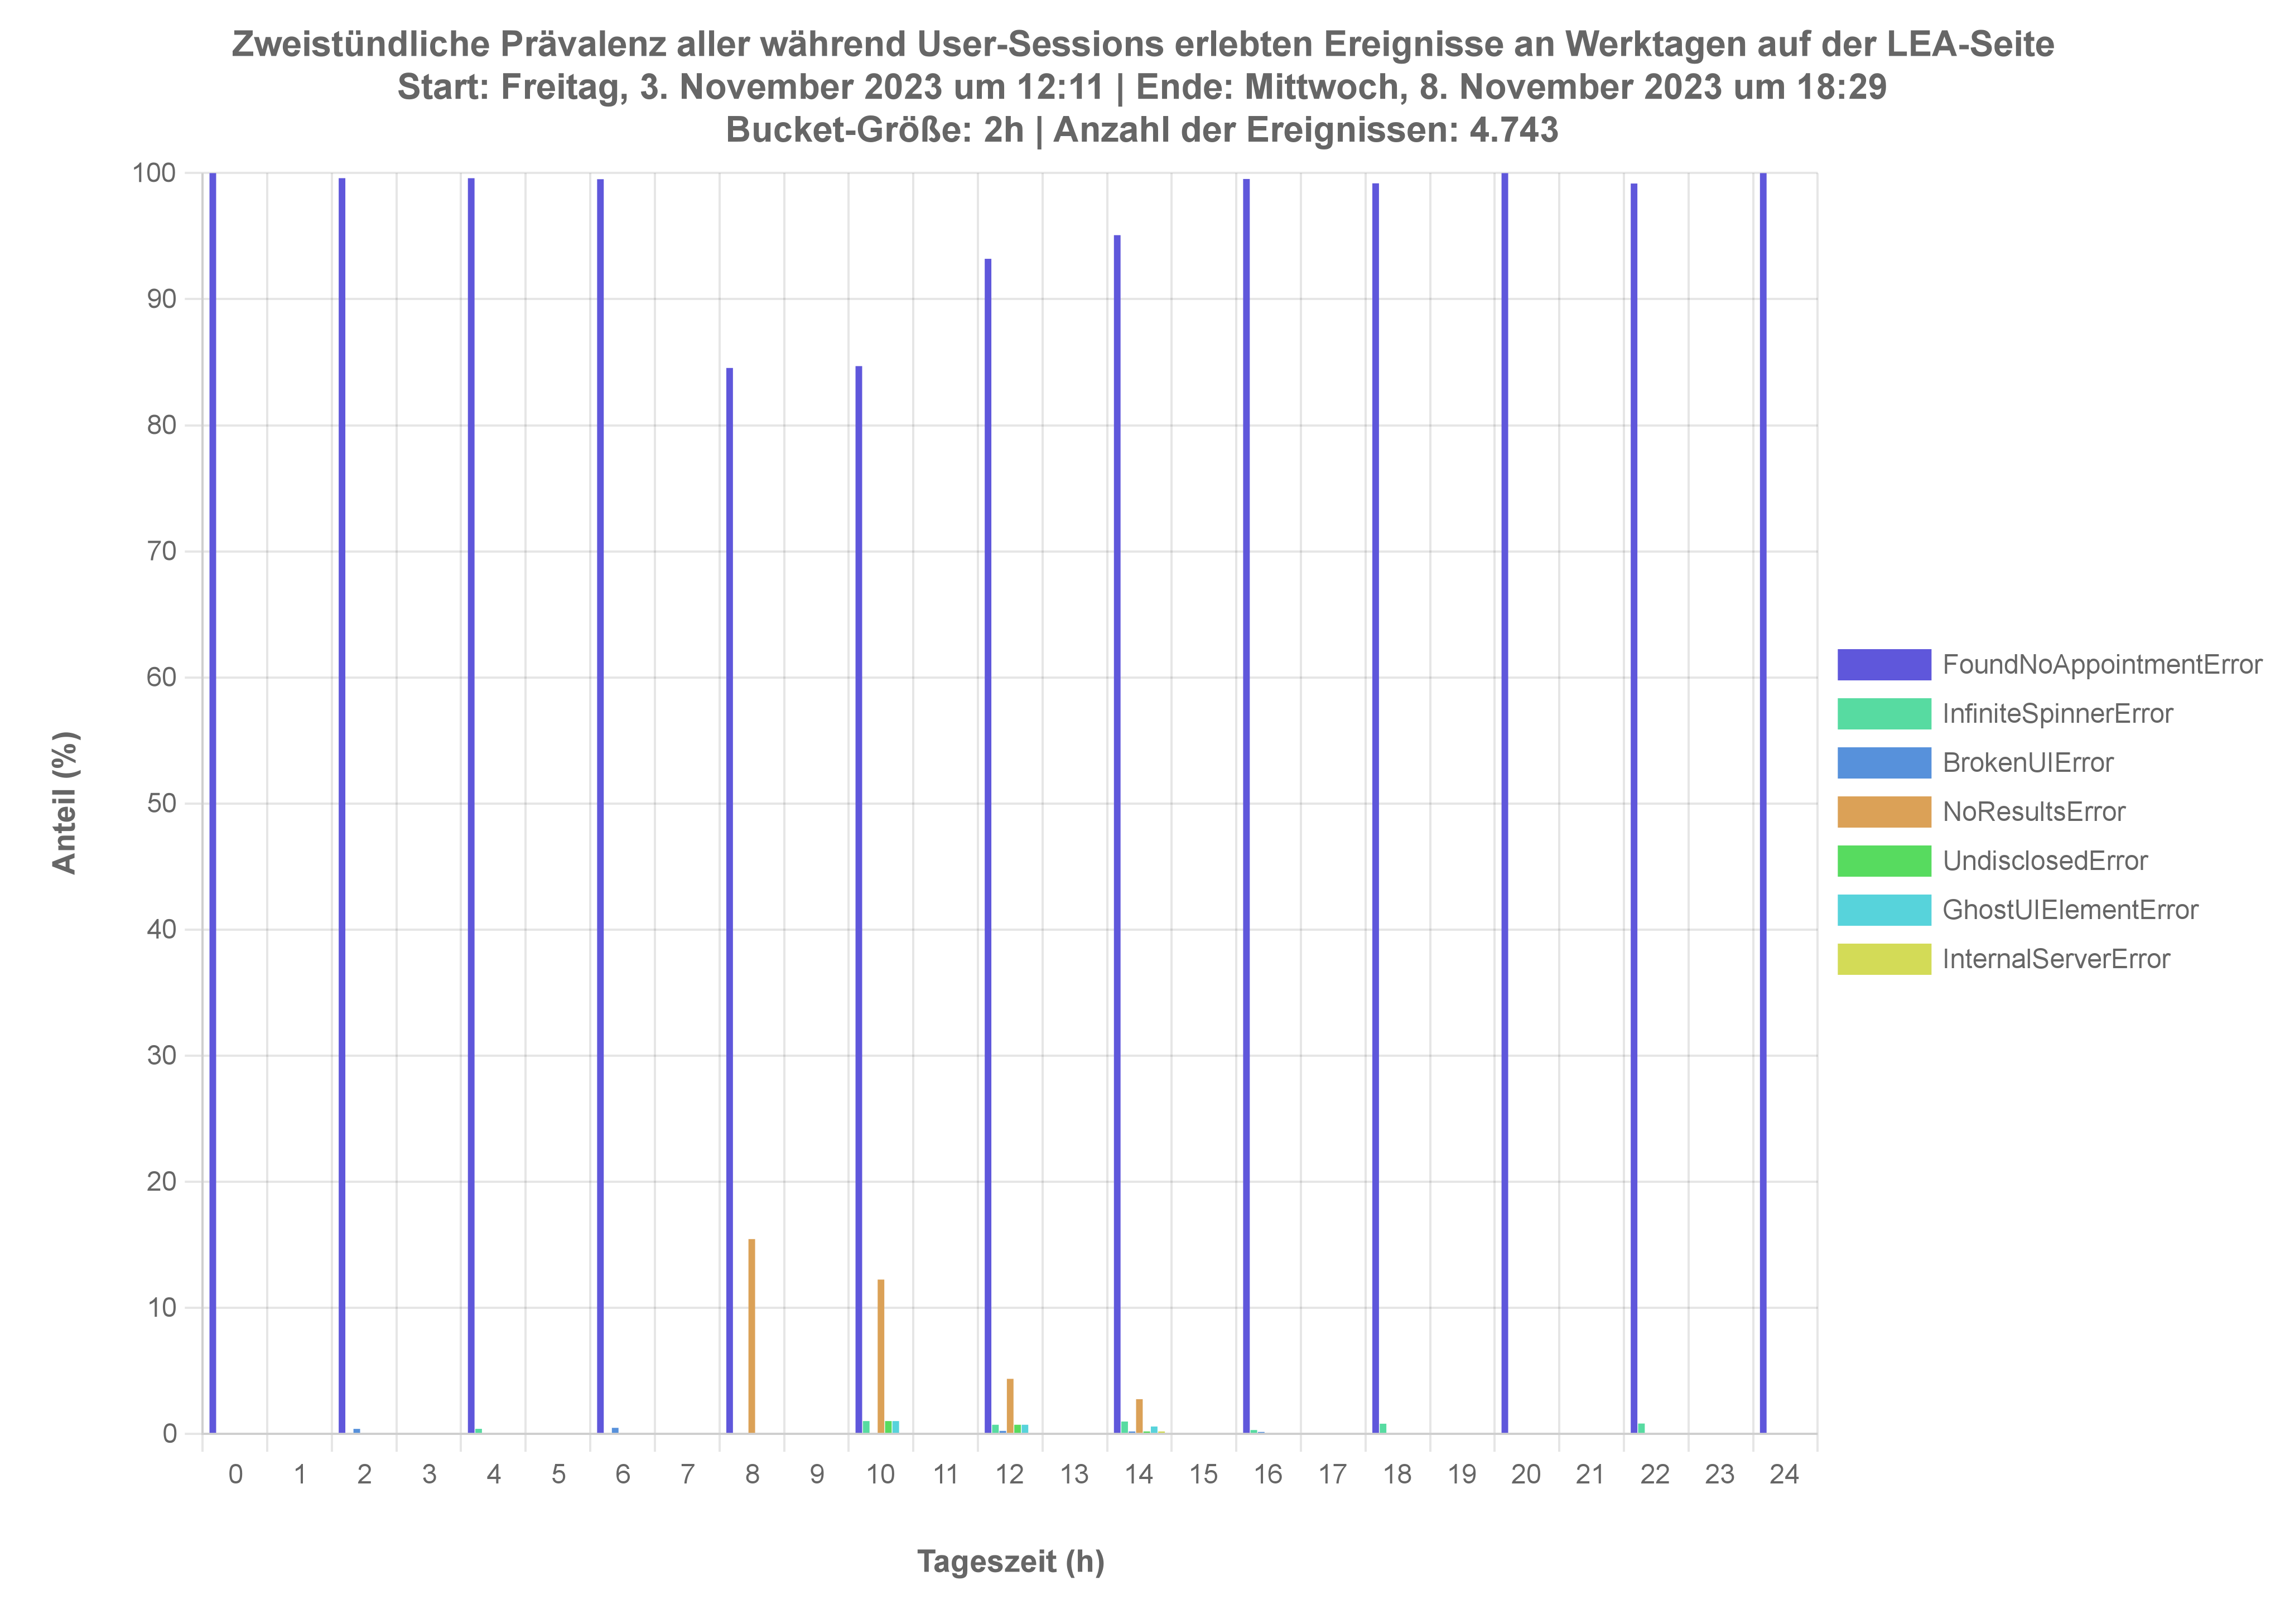 Zweistündliche Prävalenz aller während User-Sessions erlebten Ereignisse an Werktagen auf der LEA-Seite
Start: Freitag, 3. November 2023 um 12:11 | Ende: Mittwoch, 8. November 2023 um 18:29
Bucket-Größe: 2h | Anzahl der Ereignissen: 4.743
Anteil (%)
100
90
80
70
60
50
40
30
20
10
0
0 1 2 3 4 5 6 7 8 9 10 11 12 13 14 15 16 17 18 19 20 21 22 23 24
Tageszeit (h)
FoundNoAppointmentError
InfiniteSpinnerError
BrokenUIError
NoResultsError
UndisclosedError
GhostUIElementError
InternalServerError